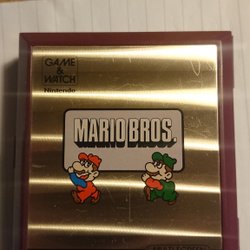 GAME
& WATCH
Nintendo
MARIO BROS.